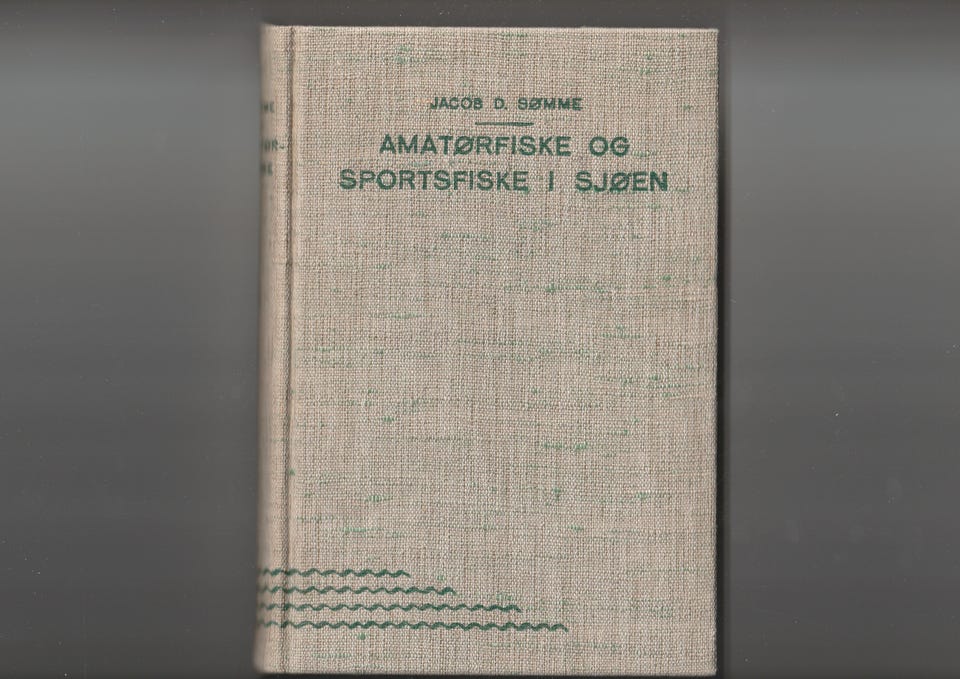 JACOB D. SØMME
AMATØRFISKE OG
SPORTSFISKE I SJØEN